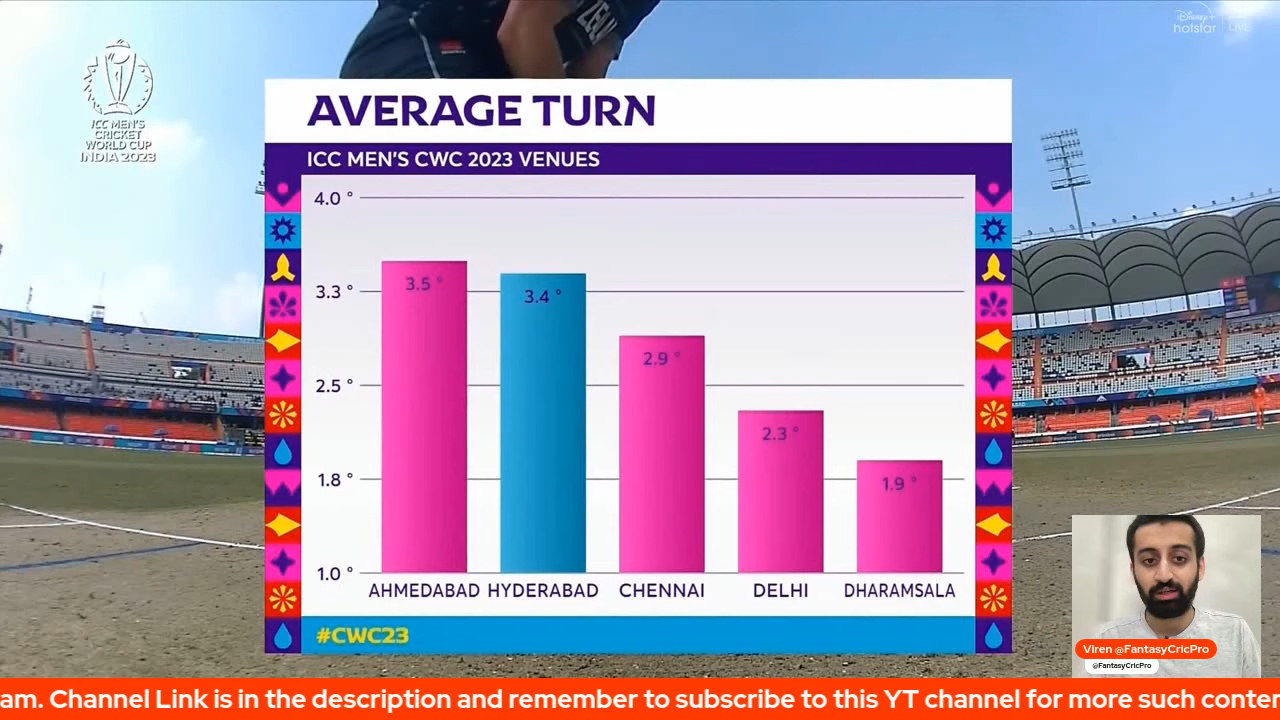 Disney+
hotstar
LIVE
ZEAL
ICC MEN'S
CRICKET
WORLD CUP
INDIA 2023
AVERAGE TURN
ICC MEN'S CWC 2023 VENUES
4.0 °
3.3 °
2.5 °
1.8 °
1.0 °
3.5 °
3.4 °
2.9 °
2.3 °
1.9 °
AHMEDABAD HYDERABAD CHENNAI DELHI DHARAMSALA
#CWC23
Viren @FantasyCricPro
@FantasyCricPro
am. Channel Link is in the description and remember to subscribe to this YT channel for more such conten